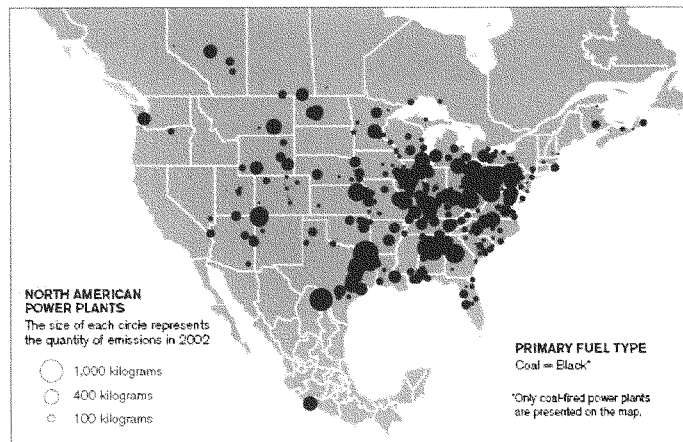 NORTH AMERICAN
POWER PLANTS
The size of each circle represents
the quantity of emissions in 2002
1,000 kilograms
400 kilograms
100 kilograms
PRIMARY FUEL TYPE
Coal = Black*
*Only coal-fired power plants
are presented on the map.